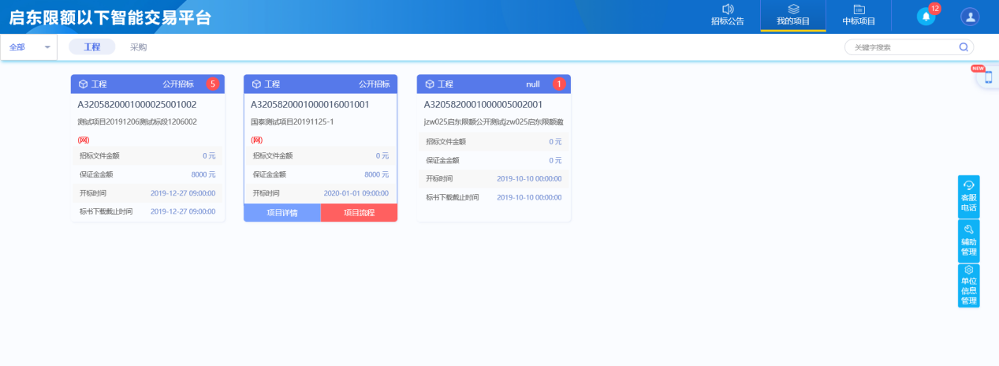 启东限额以下智能交易平台
招标公告
我的项目
中标项目
12
全部
工程
采购
关键字搜索
NEW
工程 公开招标 5
A3205820001000025001002
测试项目20191206测试标段1206002
(网)
招标文件金额 0 元
保证金金额 8000 元
开标时间 2019-12-27 09:00:00
标书下载截止时间 2019-12-27 09:00:00
工程 公开招标
A3205820001000016001001
国泰测试项目20191125-1
(网)
招标文件金额 0 元
保证金金额 8000 元
开标时间 2020-01-01 09:00:00
项目详情 项目流程
工程 null 1
A3205820001000005002001
jzw025启东限额公开测试jzw025启东限额邀
招标文件金额 0 元
保证金金额 0 元
开标时间 2019-10-10 00:00:00
标书下载截止时间 2019-10-10 00:00:00
客服
电话
辅助
管理
单位
信息
管理